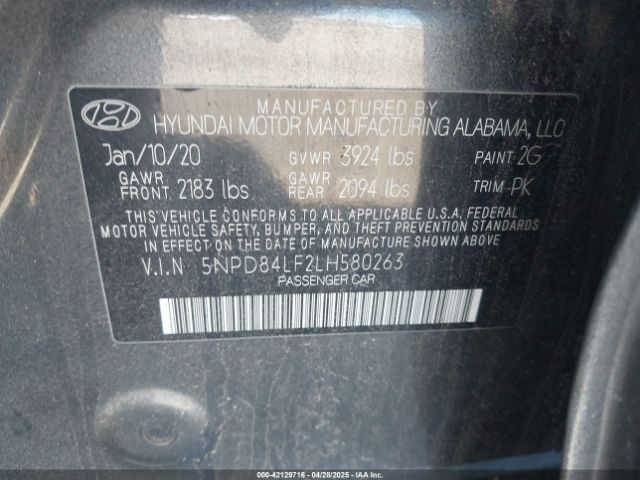 MANUFACTURED BY
HYUNDAI MOTOR MANUFACTURING ALABAMA, LLC
Jan/10/20 GVWR 3924 lbs PAINT 2G
GAWR FRONT 2183 lbs GAWR REAR 2094 lbs TRIM PK
THIS VEHICLE CONFORMS TO ALL APPLICABLE U.S.A. FEDERAL
MOTOR VEHICLE SAFETY, BUMPER, AND THEFT PREVENTION
STANDARDS IN EFFECT ON THE DATE OF MANUFACTURE SHOWN ABOVE.
V.I.N 5NPD84LF2LH580263
PASSENGER CAR
000-42129716 | 04/28/2025 - COPYRIGHT IAA, LLC.